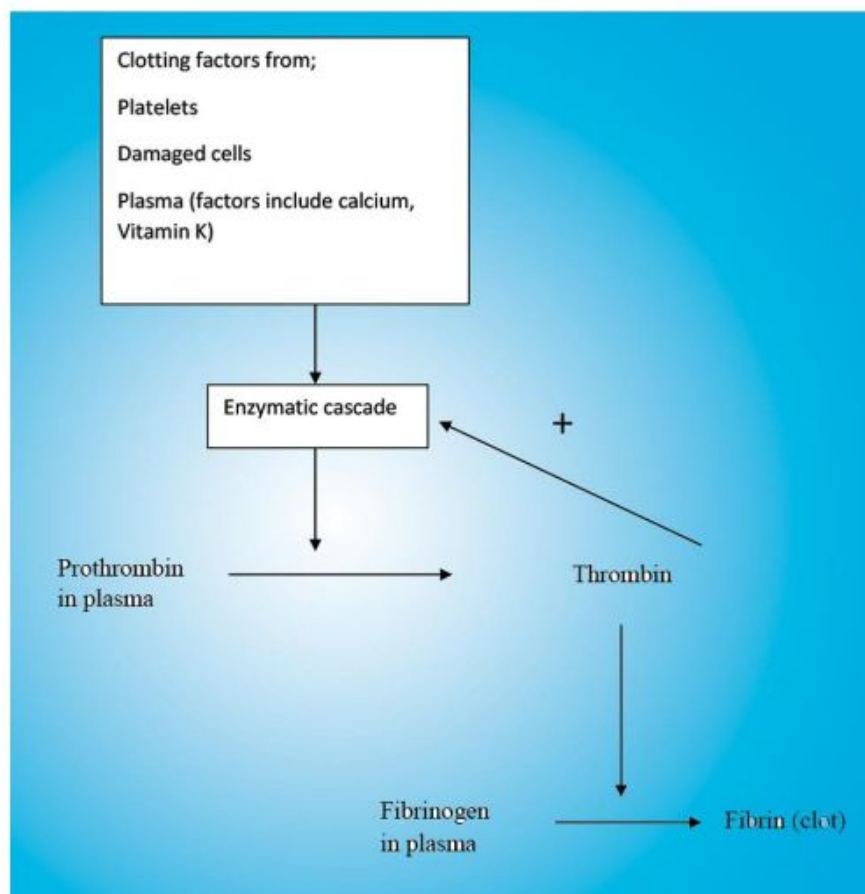 Clotting factors from;
Platelets
Damaged cells
Plasma (factors include calcium,
Vitamin K)
Enzymatic cascade
+
Prothrombin
in plasma
Thrombin
Fibrinogen
in plasma
Fibrin (clot)